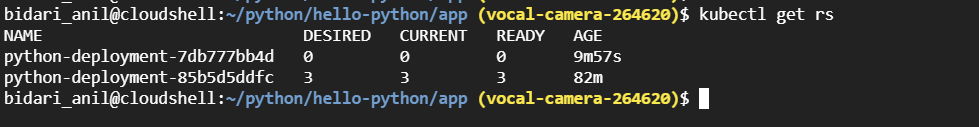 bidari_anil@cloudshell:~/python/hello-python/app (vocal-camera-264620)$ kubectl get rs
NAME DESIRED CURRENT READY AGE
python-deployment-7db777bb4d 0 0 0 9m57s
python-deployment-85b5d5ddfc 3 3 3 82m
bidari_anil@cloudshell:~/python/hello-python/app (vocal-camera-264620)$